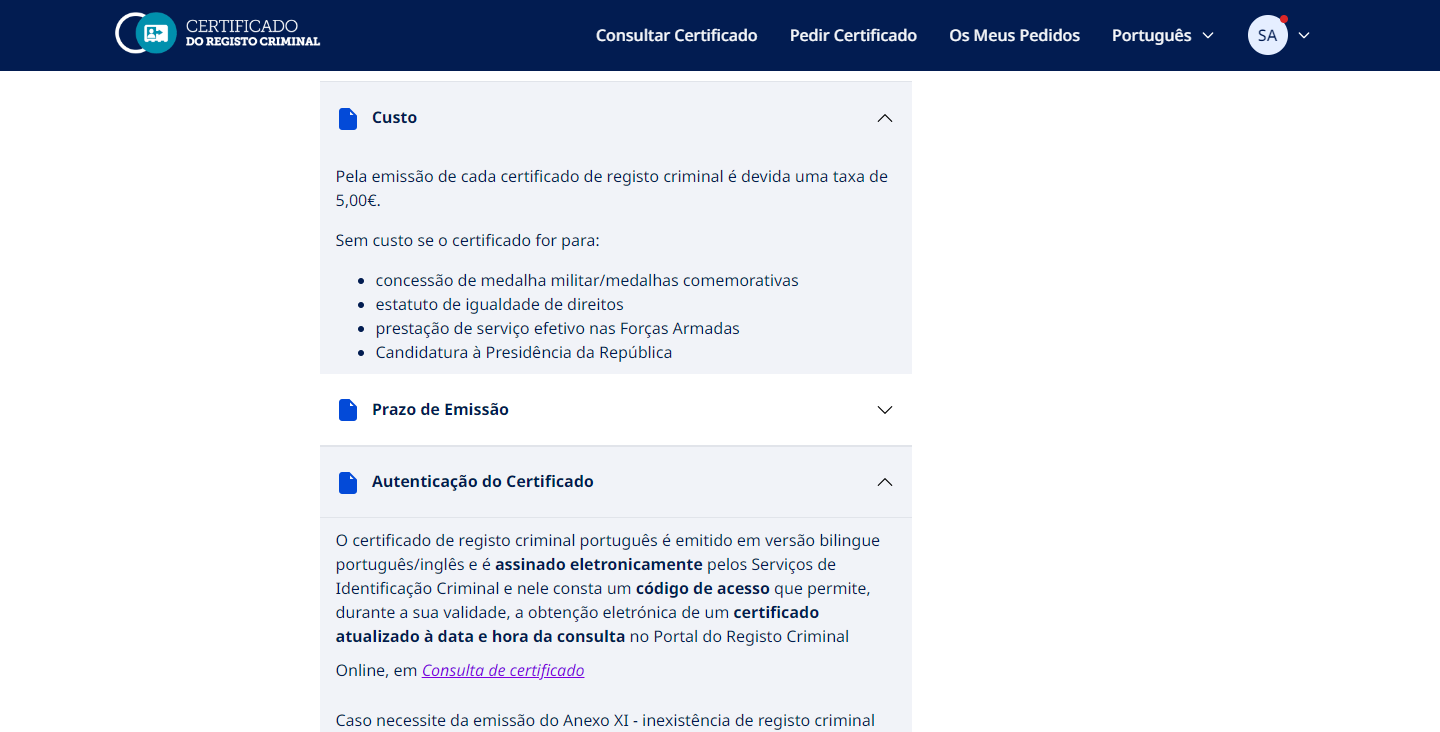 CERTIFICADO
DO REGISTO CRIMINAL
Consultar Certificado
Pedir Certificado
Os Meus Pedidos
Português
SA
Custo
Pela emissão de cada certificado de registo criminal é devida uma taxa de
5,00€.
Sem custo se o certificado for para:
• concessão de medalha militar/medalhas comemorativas
• estatuto de igualdade de direitos
• prestação de serviço efetivo nas Forças Armadas
• Candidatura à Presidência da República
Prazo de Emissão
Autenticação do Certificado
O certificado de registo criminal português é emitido em versão bilingue
português/inglês e é assinado eletronicamente pelos Serviços de
Identificação Criminal e nele consta um código de acesso que permite,
durante a sua validade, a obtenção eletrónica de um certificado
atualizado à data e hora da consulta no Portal do Registo Criminal
Online, em Consulta de certificado
Caso necessite da emissão do Anexo XI - inexistência de registo criminal